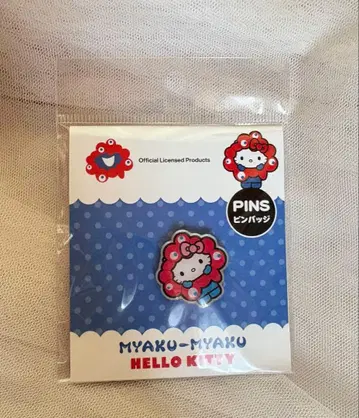 Official Licensed Products
PINS
ピンバッジ
MYAKU-MYAKU
HELLO KITTY